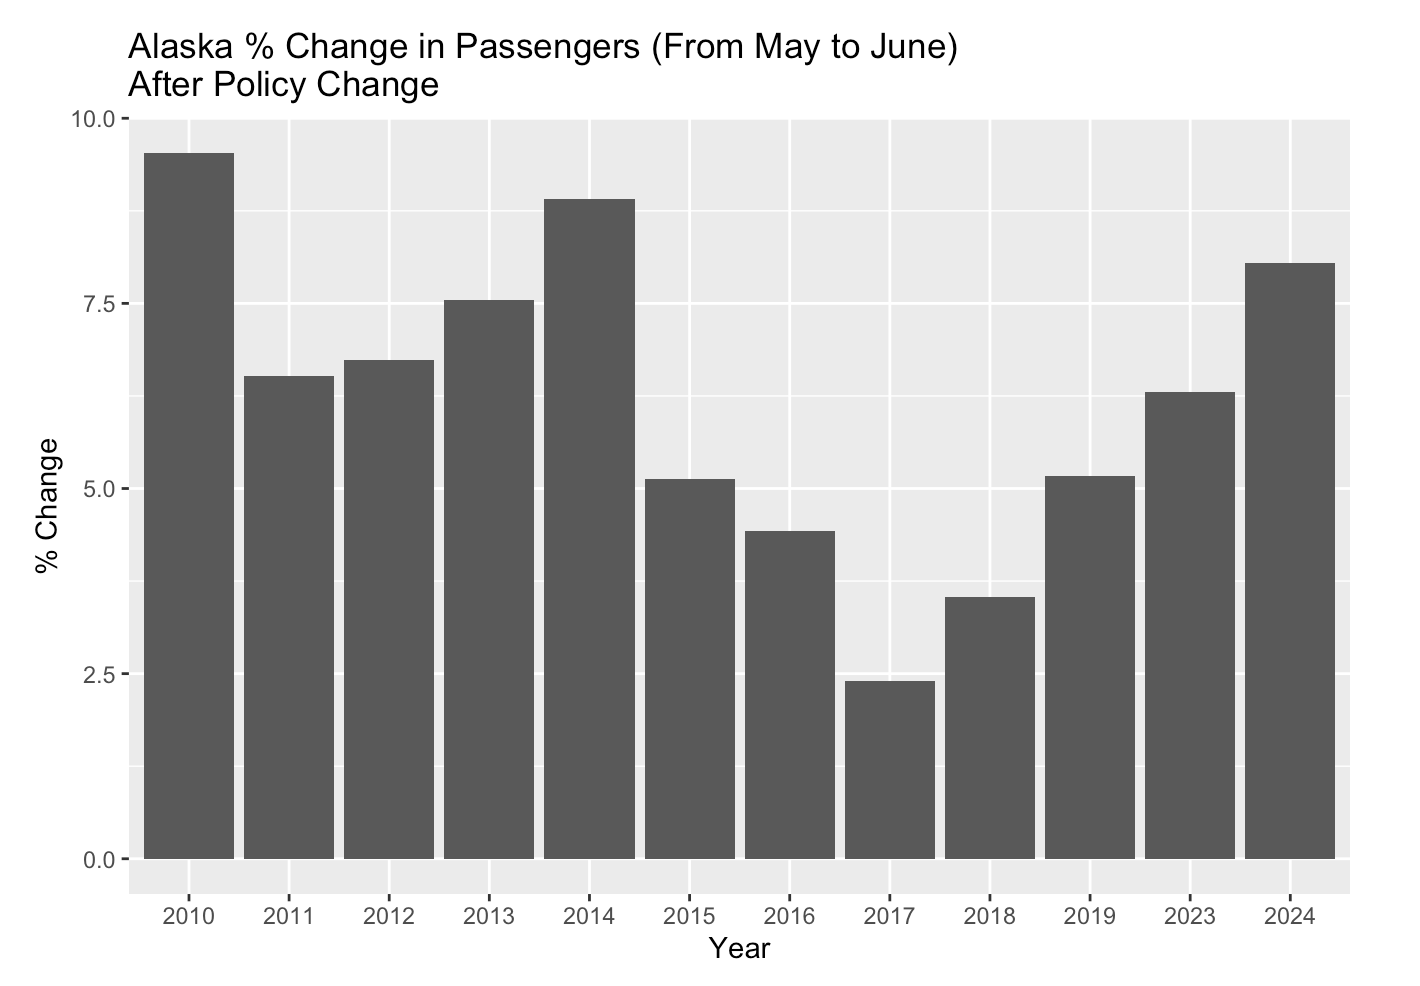 Alaska % Change in Passengers (From May to June)
After Policy Change
10.0
7.5
5.0
2.5
0.0
% Change
2010 2011 2012 2013 2014 2015 2016 2017 2018 2019 2023 2024
Year